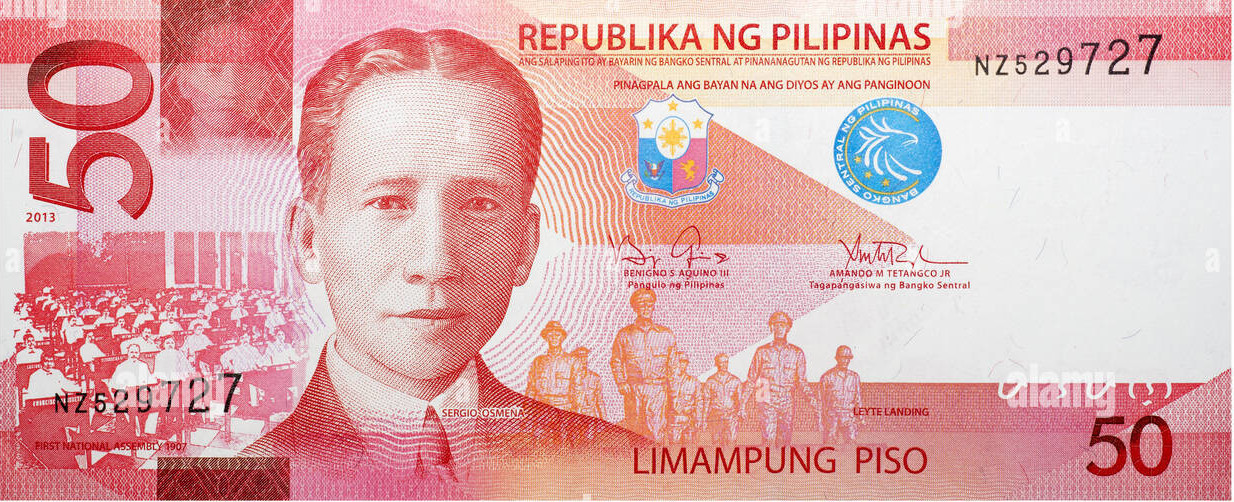 50
2013
REPUBLIKA NG PILIPINAS
ANG SALAPING ITO AY BAYARIN NG BANGKO SENTRAL AT PINANANAGUTAN NG REPUBLIKA NG PILIPINAS
PINAGPALA ANG BAYAN NA ANG DIYOS AY ANG PANGINOON
NZ529727
REPUBLIKA NG PILIPINAS
BANGKO SENTRAL NG PILIPINAS
BENIGNO S AQUINO III
Pangulo ng Pilipinas
AMANDO M TETANGCO JR
Tagapangasiwa ng Bangko Sentral
NZ529727
SERGIO OSMEÑA
LEYTE LANDING
FIRST NATIONAL ASSEMBLY 1907
LIMAMPUNG PISO
50
alamy